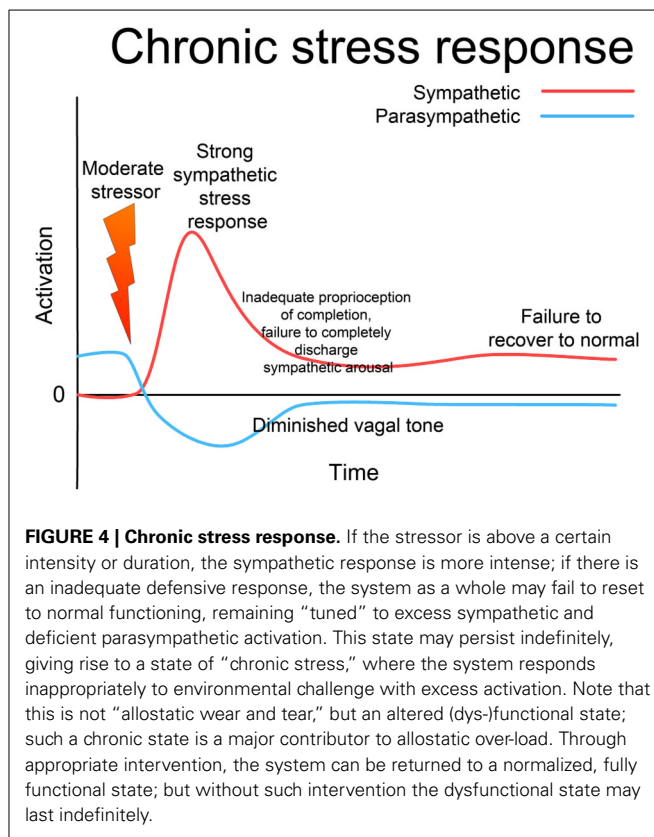 Chronic stress response
Sympathetic
Parasympathetic
Moderate
stressor
Strong
sympathetic
stress
response
Activation
Inadequate proprioception
of completion,
failure to completely
discharge
sympathetic arousal
Failure to
recover to normal
0
Diminished vagal tone
Time
FIGURE 4 | Chronic stress response. If the stressor is above a certain
intensity or duration, the sympathetic response is more intense; if there is
an inadequate defensive response, the system as a whole may fail to reset
to normal functioning, remaining “tuned” to excess sympathetic and
deficient parasympathetic activation. This state may persist indefinitely,
giving rise to a state of “chronic stress,” where the system responds
inappropriately to environmental challenge with excess activation. Note that
this is not “allostatic wear and tear,” but an altered (dys-)functional state;
such a chronic state is a major contributor to allostatic over-load. Through
appropriate intervention, the system can be returned to a normalized, fully
functional state; but without such intervention the dysfunctional state may
last indefinitely.